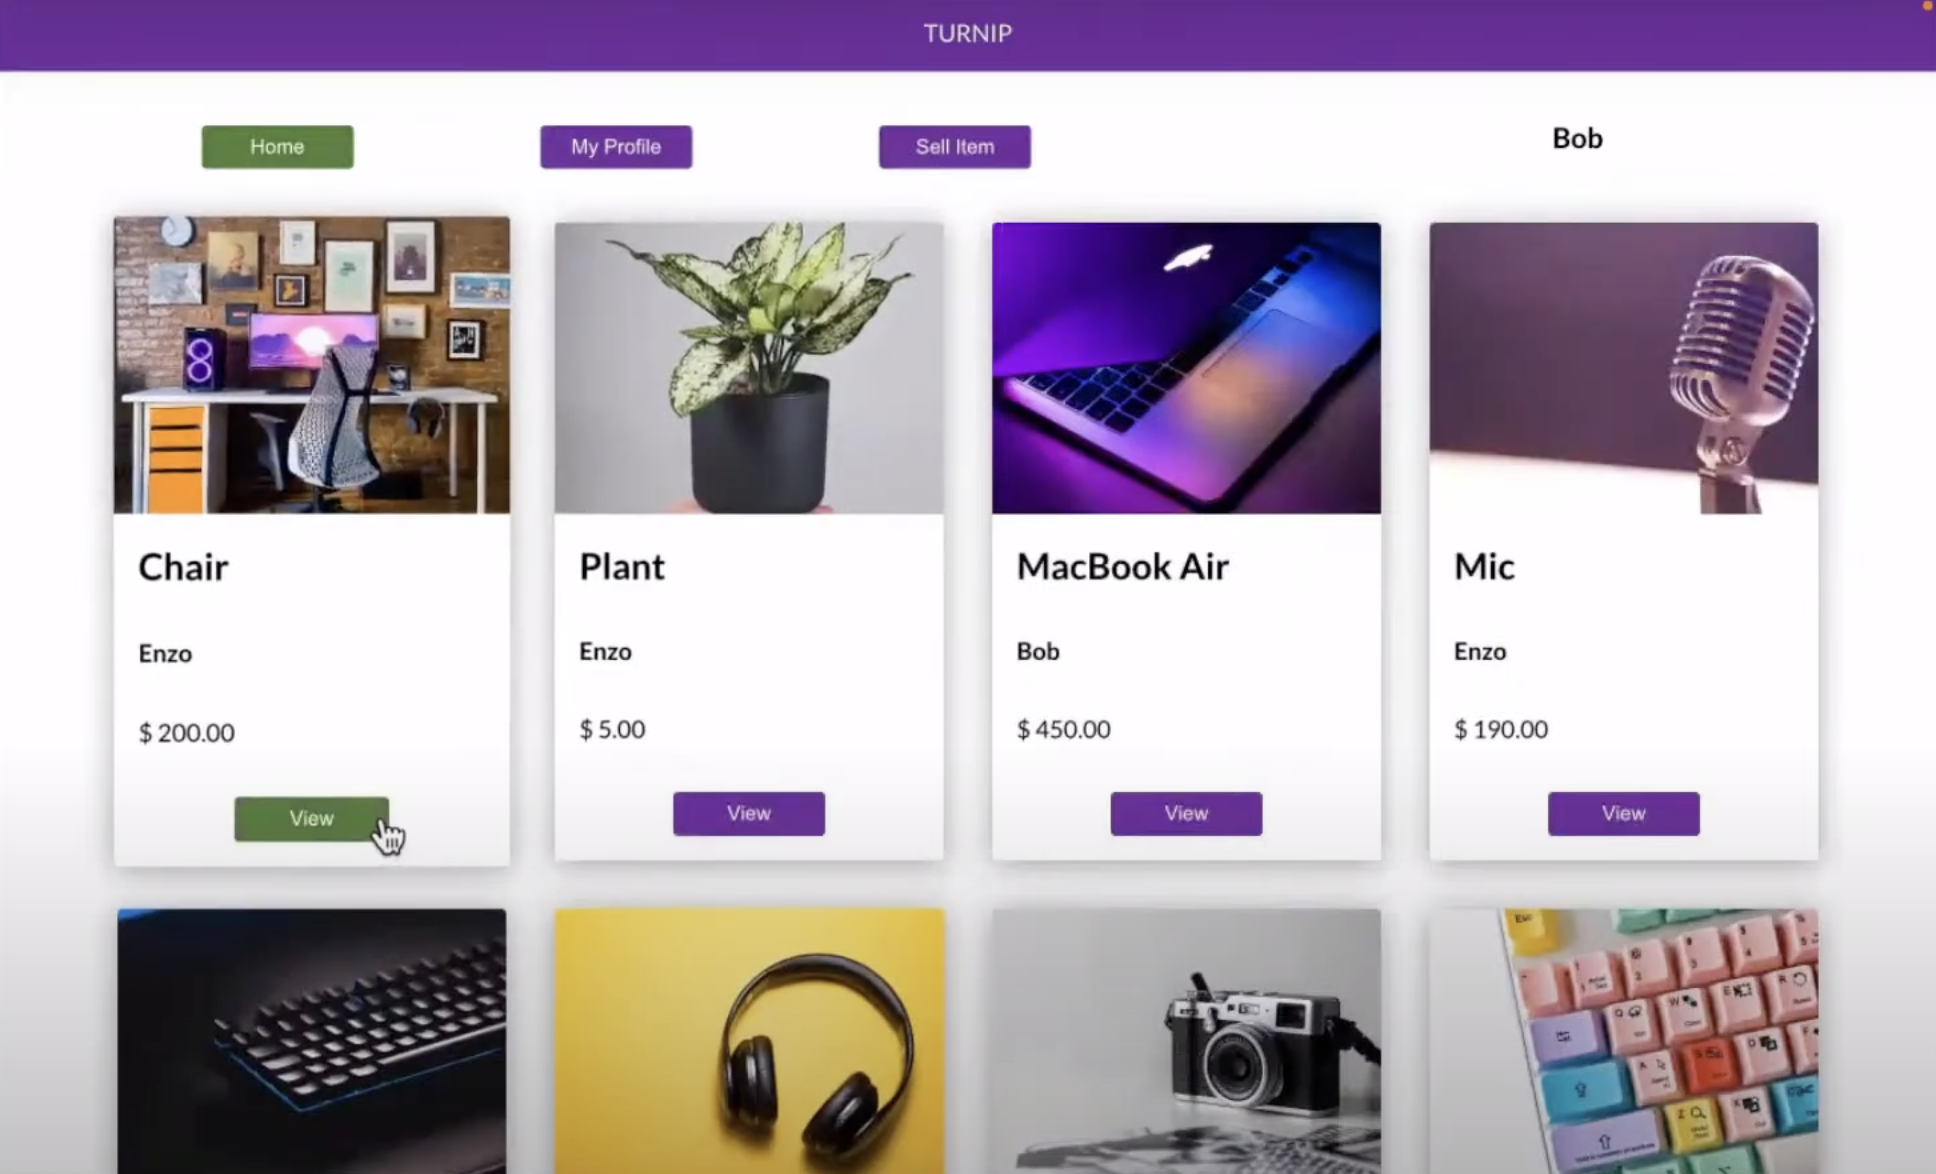 TURNIP
Home
My Profile
Sell Item
Bob
Chair
Enzo
$ 200.00
View
Plant
Enzo
$ 5.00
View
MacBook Air
Bob
$ 450.00
View
Mic
Enzo
$ 190.00
View
Esc